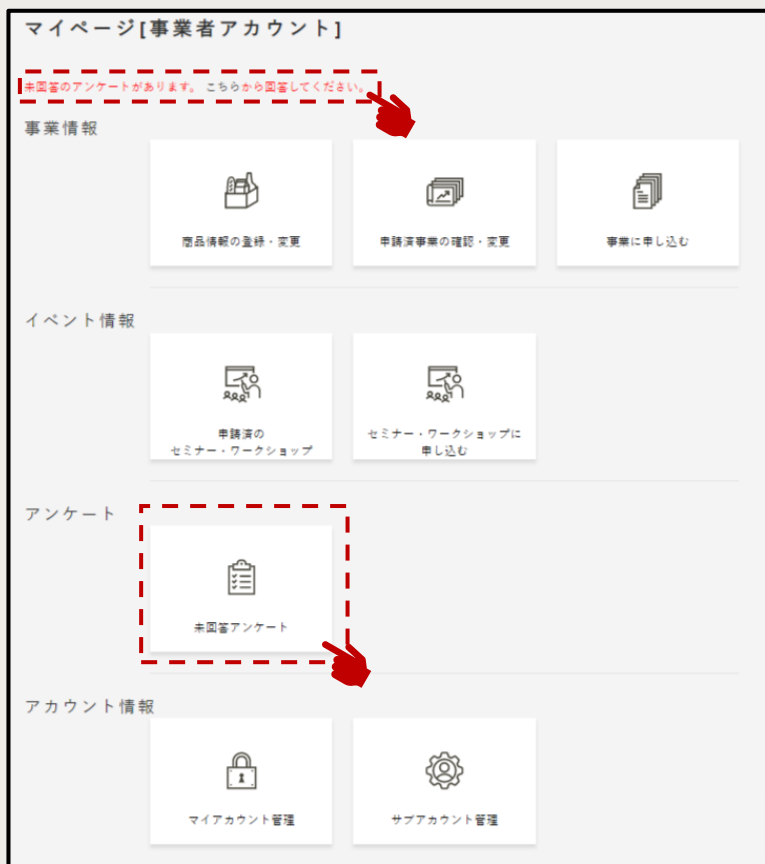 マイページ[事業者アカウント]
未回答のアンケートがあります。 こちらから回答してください。
事業情報
商品情報の登録・変更
申請済事業の確認・変更
事業に申し込む
イベント情報
申請済の
セミナー・ワークショップ
セミナー・ワークショップに
申し込む
アンケート
未回答アンケート
アカウント情報
マイアカウント管理
サブアカウント管理